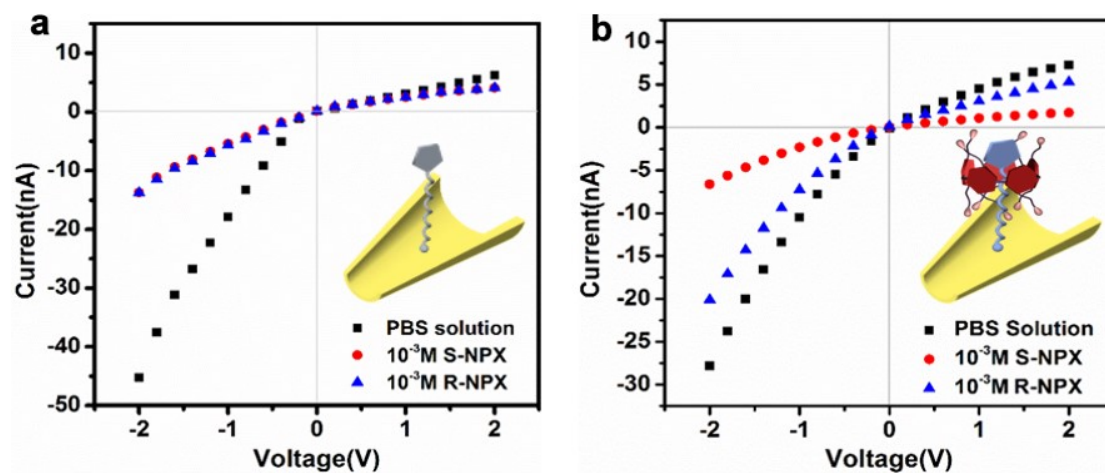 a
10
0
-10
-20
-30
-40
-50
Current(nA)
-2
-1
0
1
2
Voltage(V)
PBS solution
10⁻³M S-NPX
10⁻³M R-NPX
b
10
5
0
-5
-10
-15
-20
-25
-30
Current(nA)
-2
-1
0
1
2
Voltage(V)
PBS Solution
10⁻³M S-NPX
10⁻³M R-NPX